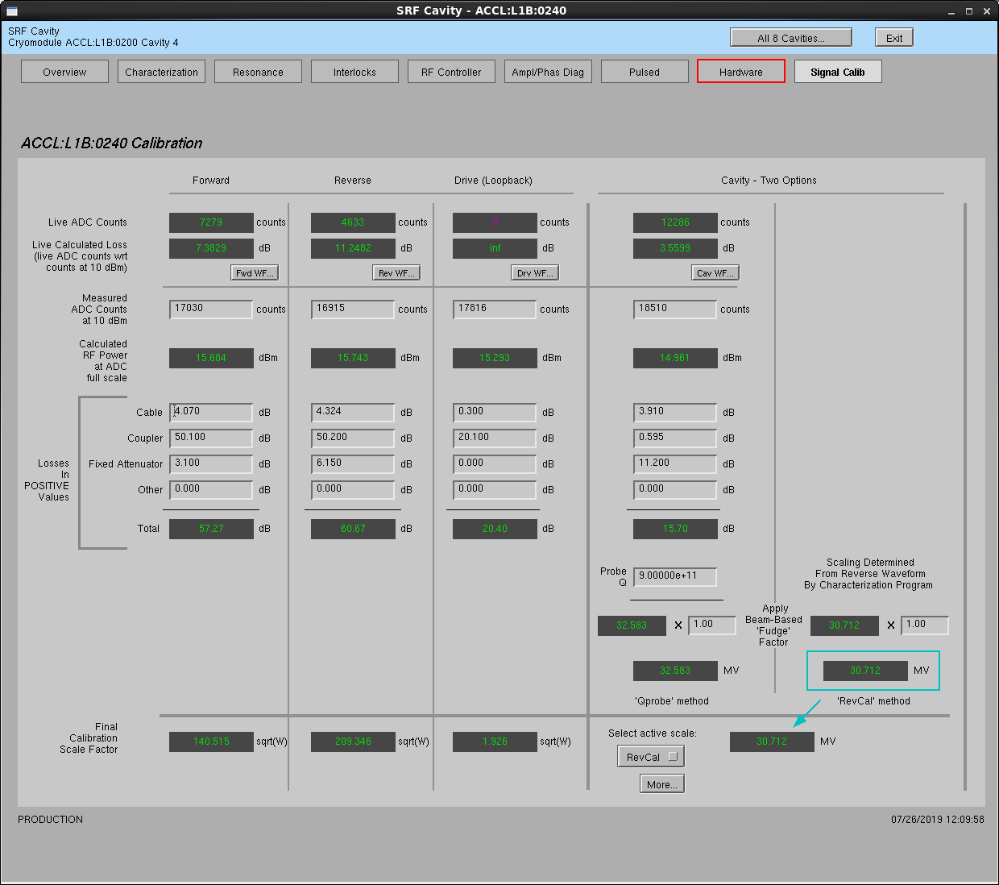 SRF Cavity - ACCL:L1B:0240
SRF Cavity
Cryomodule ACCL:L1B:0200 Cavity 4
All 8 Cavities...
Exit
Overview
Characterization
Resonance
Interlocks
RF Controller
Ampl/Phas Diag
Pulsed
Hardware
Signal Calib
ACCL:L1B:0240 Calibration
Forward
Reverse
Drive (Loopback)
Cavity - Two Options
Live ADC Counts
7279 counts
4633 counts
0 counts
12286 counts
Live Calculated Loss
(live ADC counts wrt
counts at 10 dBm)
7.3829 dB
11.2482 dB
inf dB
3.5599 dB
Fwd WF...
Rev WF...
Drv WF...
Cav WF...
Measured
ADC Counts
at 10 dBm
17030 counts
16915 counts
17816 counts
18510 counts
Calculated
RF Power
at ADC
full scale
15.684 dBm
15.743 dBm
15.293 dBm
14.961 dBm
Losses
In
POSITIVE
Values
Cable 4.070 dB 4.324 dB 0.300 dB 3.910 dB
Coupler 50.100 dB 50.200 dB 20.100 dB 0.595 dB
Fixed Attenuator 3.100 dB 6.150 dB 0.000 dB 11.200 dB
Other 0.000 dB 0.000 dB 0.000 dB 0.000 dB
Total 57.27 dB 60.67 dB 20.40 dB 15.70 dB
Probe
Q
9.00000e+11
Scaling Determined
From Reverse Waveform
By Characterization Program
32.583 X 1.00
Apply
Beam-Based
'Fudge'
Factor
30.712 X 1.00
32.583 MV
30.712 MV
'Qprobe' method
'RevCal' method
Final
Calibration
Scale Factor
140.515 sqrt(W)
209.346 sqrt(W)
1.926 sqrt(W)
Select active scale:
RevCal
More...
30.712 MV
PRODUCTION
07/26/2019 12:09:58